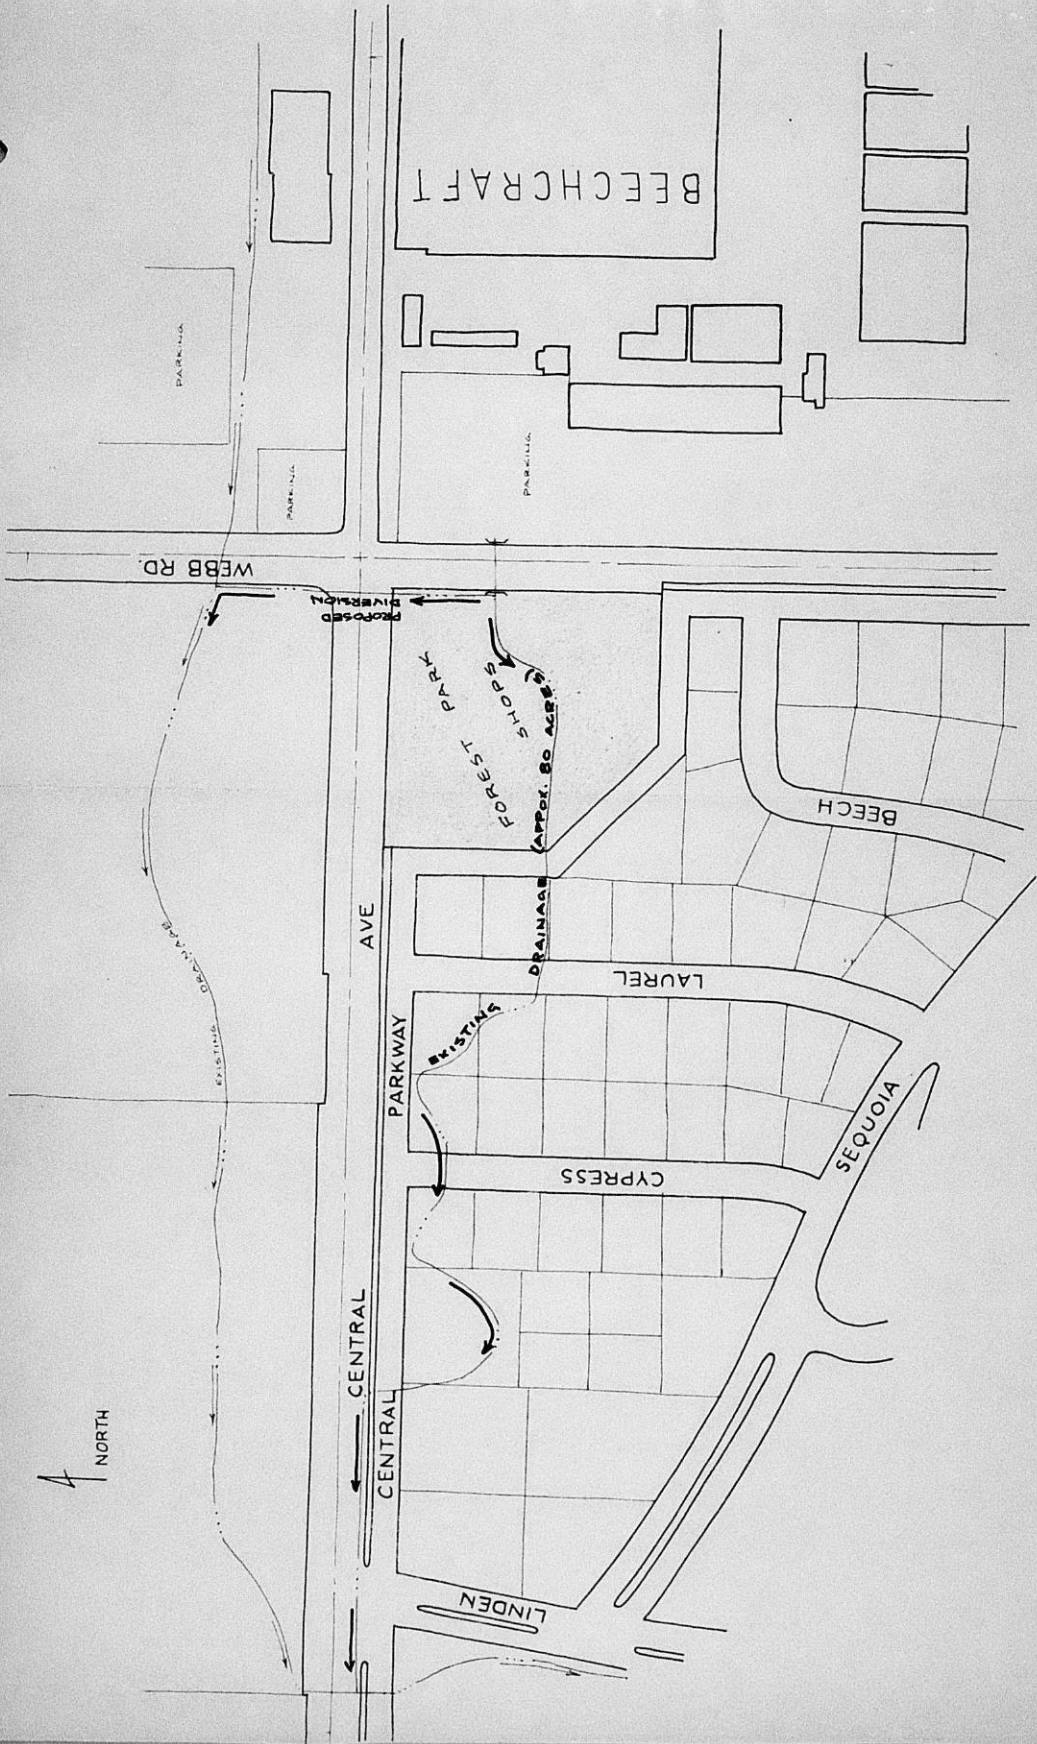 BEECHCRAFT
PARKING
PARKING
PARKING
WEBB RD.
PROPOSED
DIVERSION
FOREST PARK
SHOPS
EXISTING DRAINAGE (APPOX. 80 ACRES)
EXISTING DRAINAGE
BEECH
LAUREL
CYPRESS
SEQUOIA
LINDEN
CENTRAL AVE
CENTRAL PARKWAY
NORTH